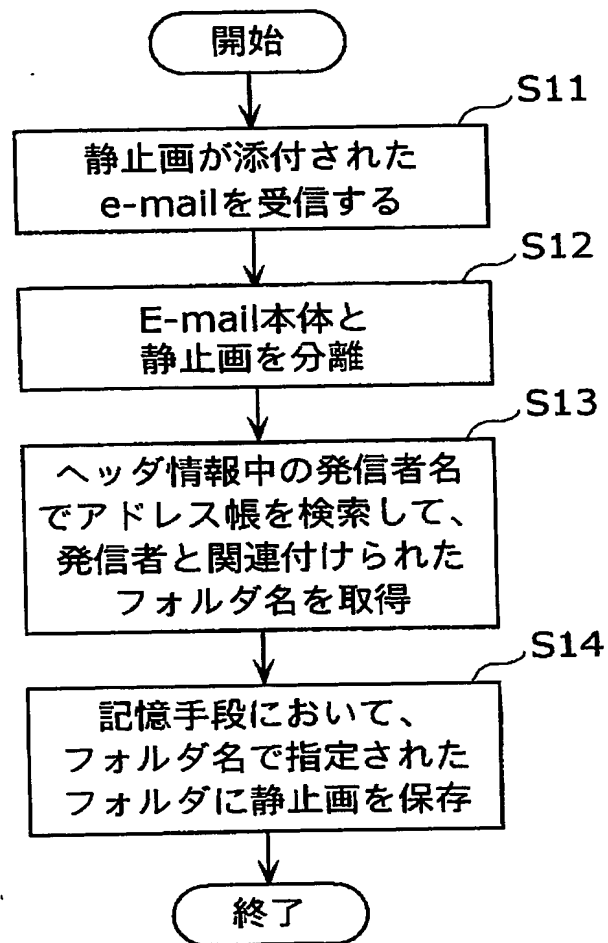 開始
S11
静止画が添付された
e-mailを受信する
S12
E-mail本体と
静止画を分離
S13
ヘッダ情報中の発信者名
でアドレス帳を検索して、
発信者と関連付けられた
フォルダ名を取得
S14
記憶手段において、
フォルダ名で指定された
フォルダに静止画を保存
終了